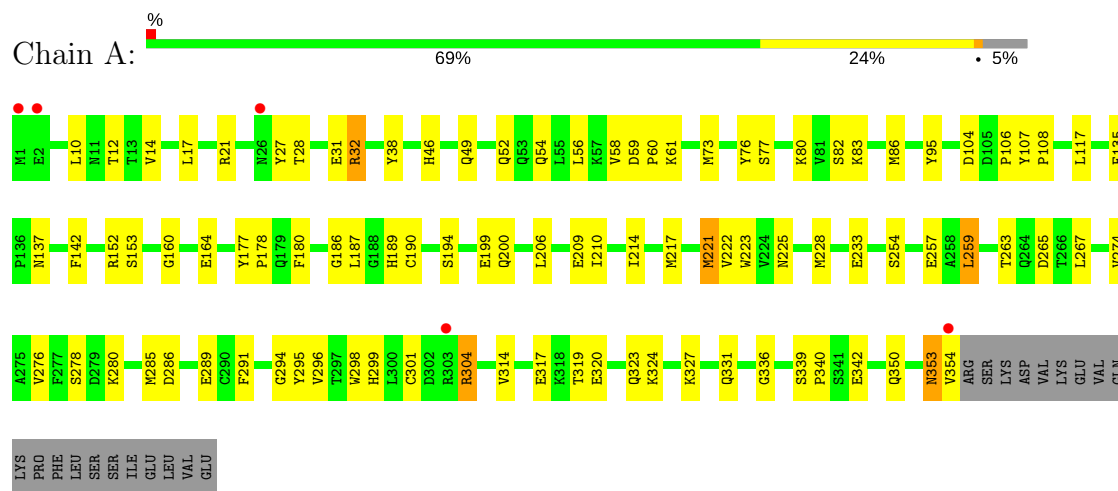 %
Chain A:
69% 24% • 5%
M1 E2 L10 N11 T12 T13 V14 L17 R21 N26 Y27 T28 E31 R32 Y38 H46 Q49 Q52 Q53 Q54 L55 L56 K57 V58 D59 P60 K61 M73 Y76 S77 K80 V81 S82 K83 M86 Y95 D104 D105 P106 Y107 P108 L117
P136 N137 F142 R152 S153 G160 E164 Y177 P178 Q179 F180 G186 L187 G188 H189 C190 S194 E199 Q200 L206 E209 I210 I214 M217 M221 V222 W223 V224 N225 M228 E233 S254 E257 A258 L259 T263 Q264 D265 T266 L267
A275 V276 F277 S278 D279 K280 M285 D286 E289 C290 F291 G294 Y295 V296 T297 W298 H299 L300 C301 D302 R303 R304 V314 E317 K318 T319 E320 Q323 K324 K327 Q331 G336 S339 P340 S341 E342 Q350 N353 V354 ARG SER LYS ASP VAL LYS GLU VAL GLN
LYS PRO PHE LEU SER SER ILE GLU LEU VAL GLU